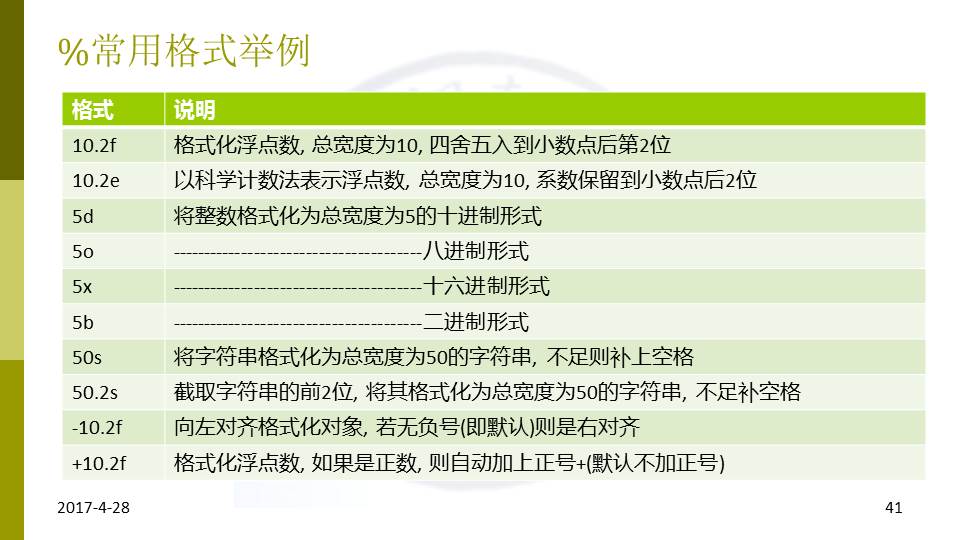 %常用格式举例
格式 说明
10.2f 格式化浮点数, 总宽度为10, 四舍五入到小数点后第2位
10.2e 以科学计数法表示浮点数, 总宽度为10, 系数保留到小数点后2位
5d 将整数格式化为总宽度为5的十进制形式
5o ----------------------------------------八进制形式
5x ----------------------------------------十六进制形式
5b ----------------------------------------二进制形式
50s 将字符串格式化为总宽度为50的字符串, 不足则补上空格
50.2s 截取字符串的前2位, 将其格式化为总宽度为50的字符串, 不足补空格
-10.2f 向左对齐格式化对象, 若无负号(即默认)则是右对齐
+10.2f 格式化浮点数, 如果是正数, 则自动加上正号+(默认不加正号)
2017-4-28 41